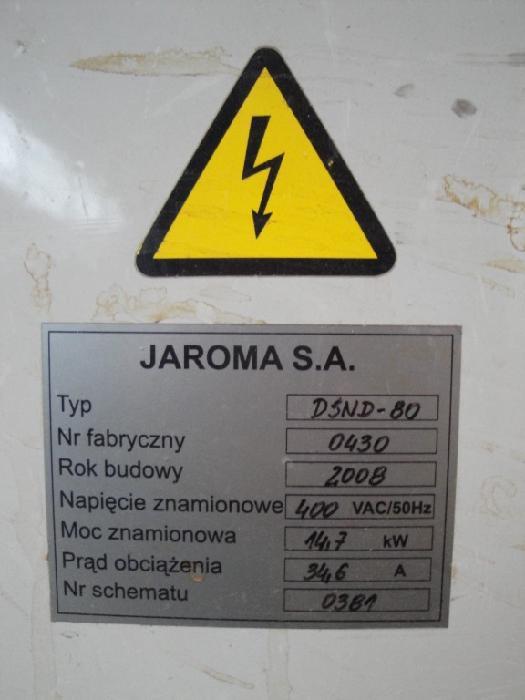 JAROMA S.A.
Typ DSND-80
Nr fabryczny 0430
Rok budowy 2008
Napięcie znamionowe 400 VAC/50Hz
Moc znamionowa 14,7 kW
Prąd obciążenia 34,6 A
Nr schematu 0381